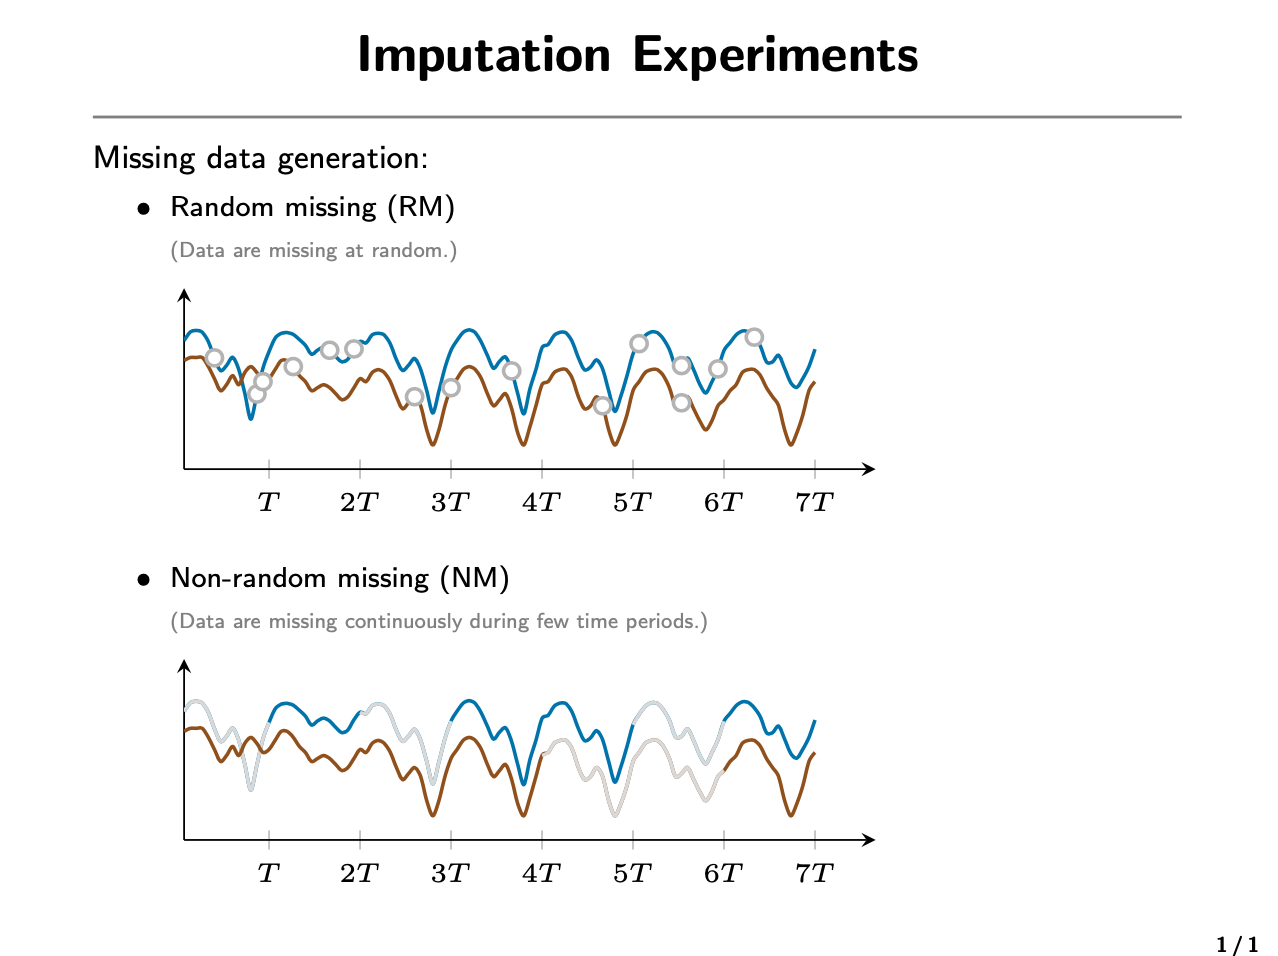 Imputation Experiments
Missing data generation:
• Random missing (RM)
(Data are missing at random.)
T 2T 3T 4T 5T 6T 7T
• Non-random missing (NM)
(Data are missing continuously during few time periods.)
T 2T 3T 4T 5T 6T 7T
1 / 1